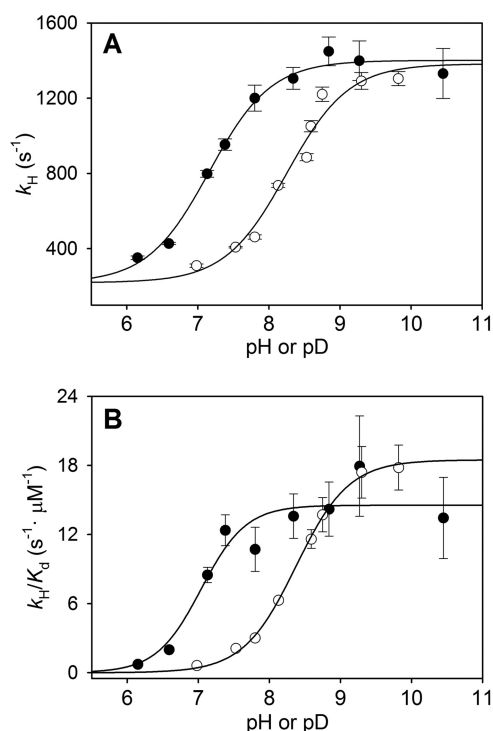 A
1600
1200
800
400
k_H (s⁻¹)
6 7 8 9 10 11
pH or pD
B
24
18
12
6
0
k_H/K_d (s⁻¹· μM⁻¹)
6 7 8 9 10 11
pH or pD